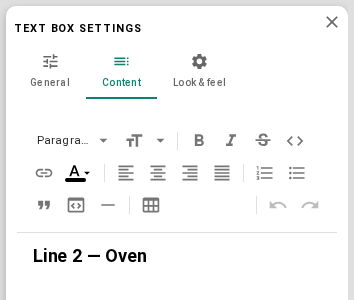 TEXT BOX SETTINGS
General Content Look & feel
Paragra...
Line 2 — Oven